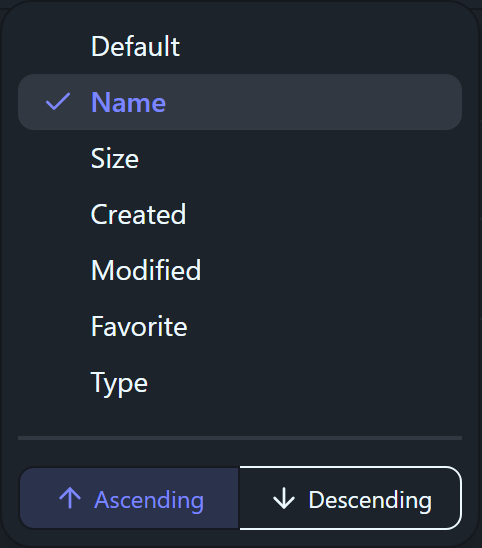 Default
Name
Size
Created
Modified
Favorite
Type
Ascending Descending